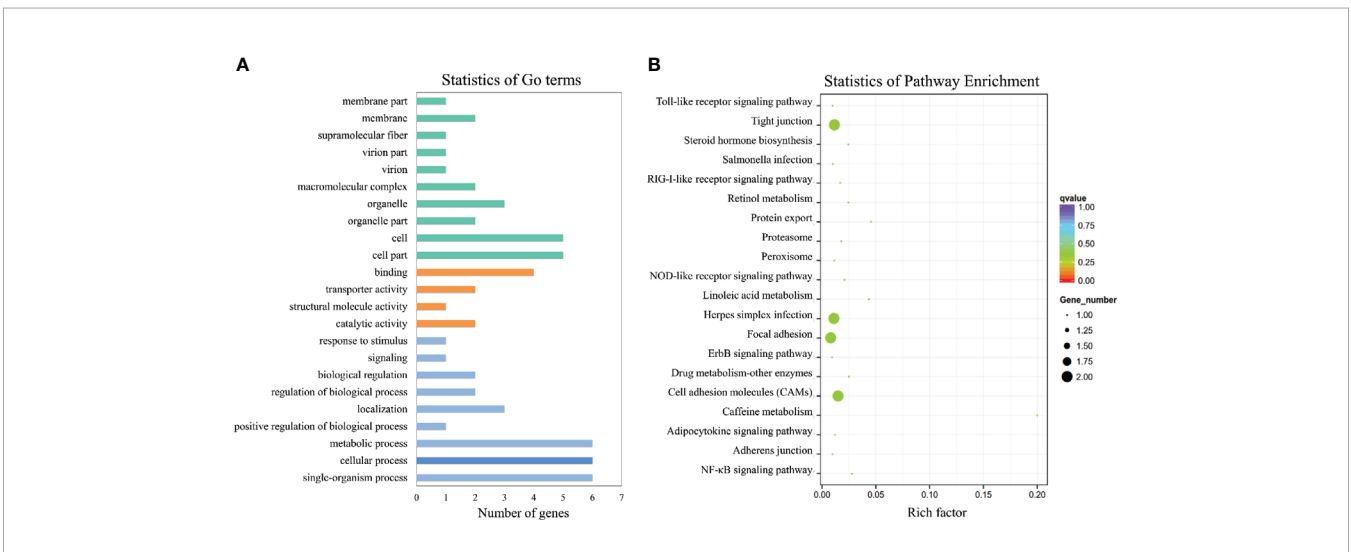 A
Statistics of Go terms
membrane part
membrane
supramolecular fiber
virion part
virion
macromolecular complex
organelle
organelle part
cell
cell part
binding
transporter activity
structural molecule activity
catalytic activity
response to stimulus
signaling
biological regulation
regulation of biological process
localization
positive regulation of biological process
metabolic process
cellular process
single-organism process
0 1 2 3 4 5 6 7
Number of genes
B
Statistics of Pathway Enrichment
Toll-like receptor signaling pathway
Tight junction
Steroid hormone biosynthesis
Salmonella infection
RIG-I-like receptor signaling pathway
Retinol metabolism
Protein export
Proteasome
Peroxisome
NOD-like receptor signaling pathway
Linoleic acid metabolism
Herpes simplex infection
Focal adhesion
ErbB signaling pathway
Drug metabolism-other enzymes
Cell adhesion molecules (CAMs)
Caffeine metabolism
Adipocytokine signaling pathway
Adherens junction
NF-κB signaling pathway
0.00 0.05 0.10 0.15 0.20
Rich factor
qvalue
1.00
0.75
0.50
0.25
0.00
Gene_number
1.00
1.25
1.50
1.75
2.00